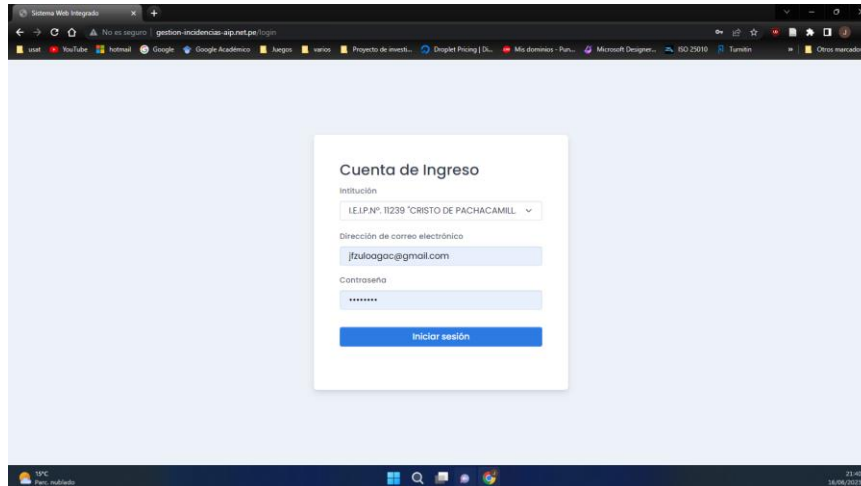 Sistema Web Integrado
No es seguro | gestion-incidencias-aip.net.pe/login
usat YouTube hotmail Google Google Académico Juegos varios Proyecto de investi... Droplet Pricing | Di... Mis dominios - Pun... Microsoft Designer... ISO 25010 Turnitin » Otros marcado
Cuenta de Ingreso
Intitución
I.E.I.P.Nº. 11239 "CRISTO DE PACHACAMILL
Dirección de correo electrónico
jfzuloagac@gmail.com
Contraseña
••••••••
Iniciar sesión
15°C
Parc. nublado